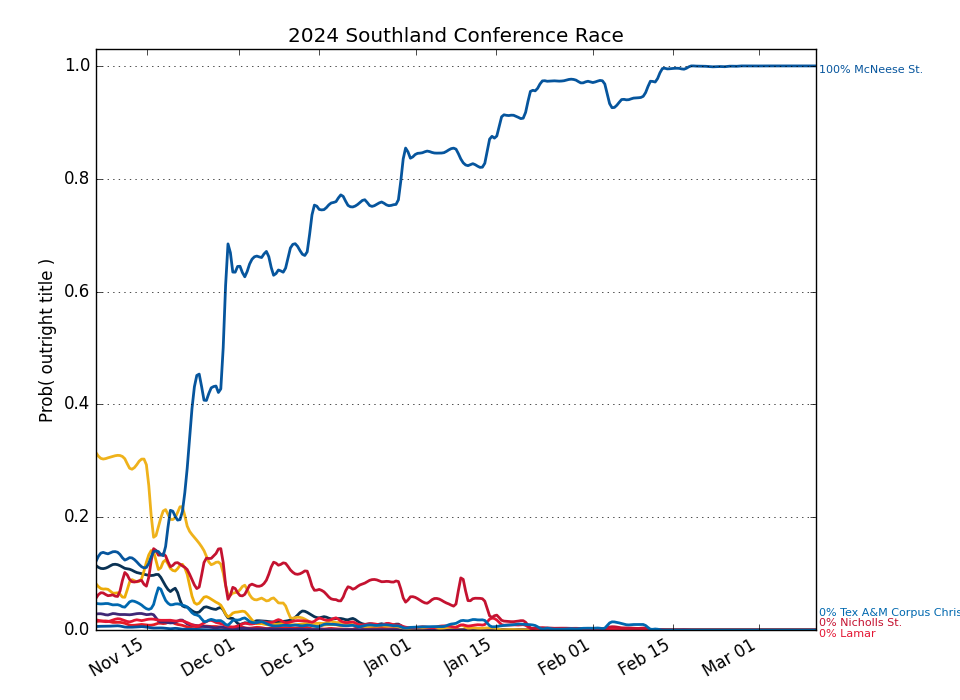 2024 Southland Conference Race
Prob( outright title )
1.0
0.8
0.6
0.4
0.2
0.0
Nov 15
Dec 01
Dec 15
Jan 01
Jan 15
Feb 01
Feb 15
Mar 01
100% McNeese St.
0% Tex A&M Corpus Chris
0% Nicholls St.
0% Lamar